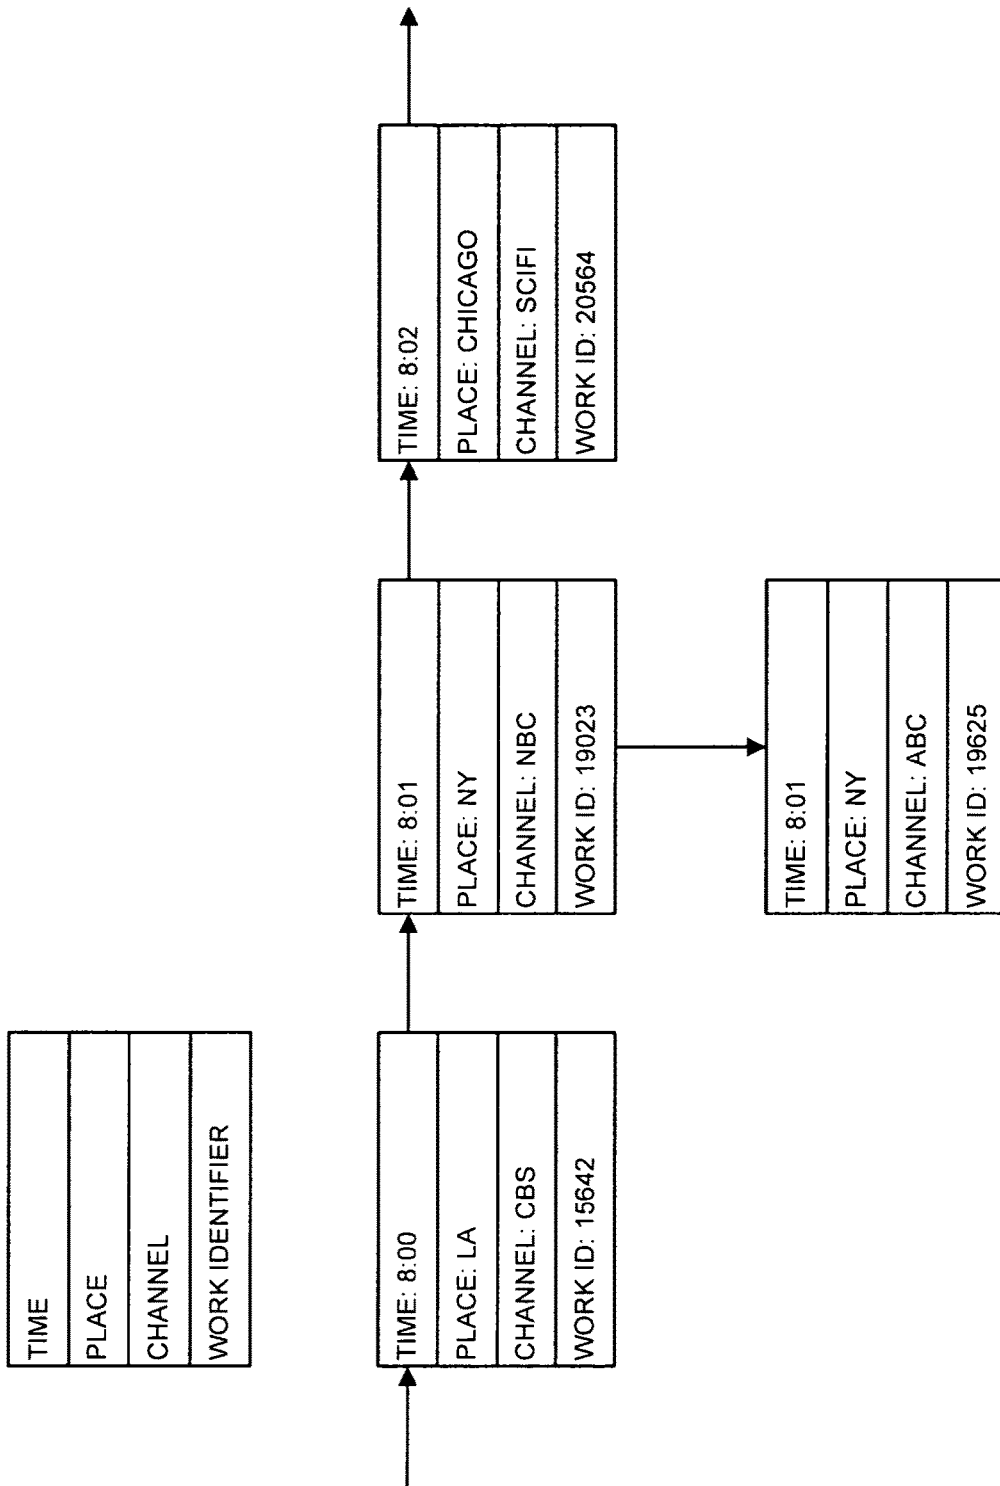 TIME
PLACE
CHANNEL
WORK IDENTIFIER
TIME: 8:00
PLACE: LA
CHANNEL: CBS
WORK ID: 15642
TIME: 8:01
PLACE: NY
CHANNEL: NBC
WORK ID: 19023
TIME: 8:02
PLACE: CHICAGO
CHANNEL: SCIFI
WORK ID: 20564
TIME: 8:01
PLACE: NY
CHANNEL: ABC
WORK ID: 19625